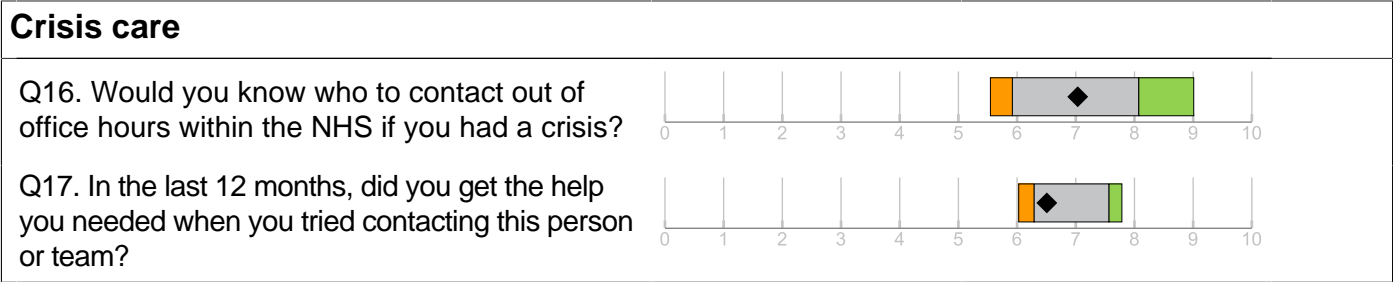 Crisis care
Q16. Would you know who to contact out of
office hours within the NHS if you had a crisis?
0 1 2 3 4 5 6 7 8 9 10
Q17. In the last 12 months, did you get the help
you needed when you tried contacting this person
or team?
0 1 2 3 4 5 6 7 8 9 10